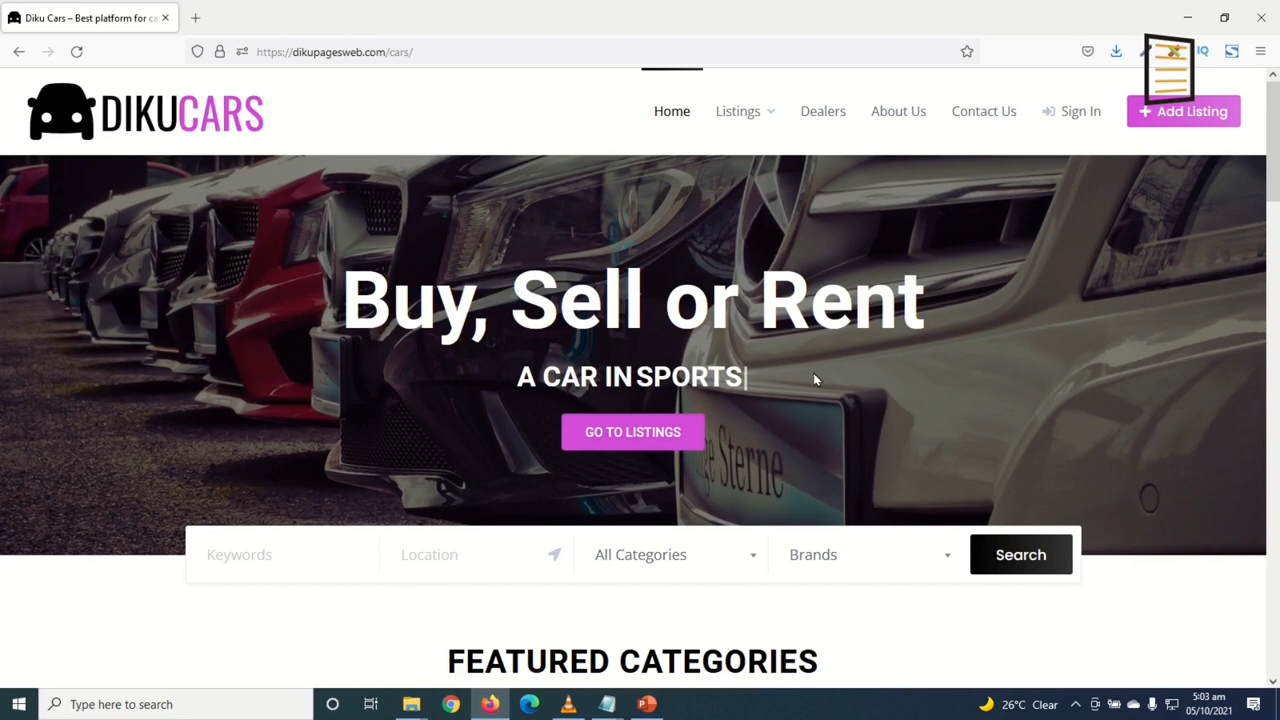 Diku Cars – Best platform for ca
https://dikupagesweb.com/cars/
IQ
DIKUCARS
Home
Listings
Dealers
About Us
Contact Us
Sign In
Add Listing
Buy, Sell or Rent
A CAR IN SPORTS|
GO TO LISTINGS
Sterne
Keywords
Location
All Categories
Brands
Search
FEATURED CATEGORIES
Type here to search
26°C Clear
5:03 am
05/10/2021